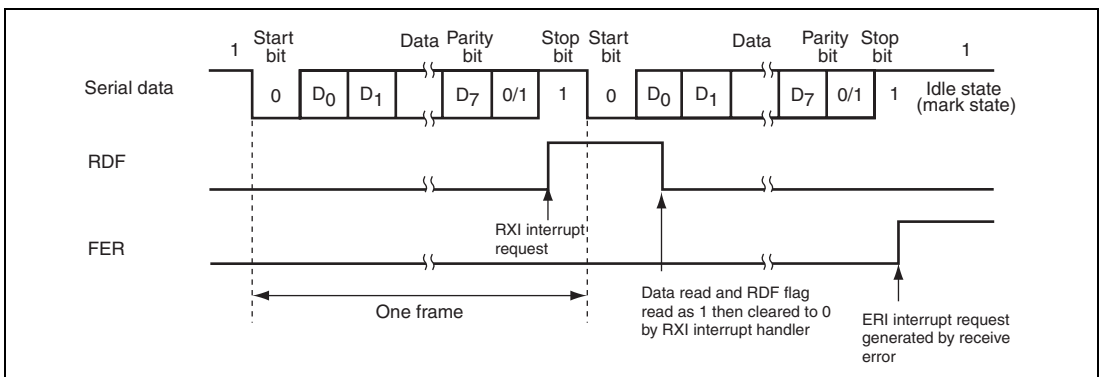 1 Start bit Data Parity bit Stop bit Start bit Data Parity bit Stop bit 1
Serial data 0 D0 D1 D7 0/1 1 0 D0 D1 D7 0/1 1 Idle state (mark state)
RDF
RXI interrupt
request
FER
One frame
Data read and RDF flag
read as 1 then cleared to 0
by RXI interrupt handler
ERI interrupt request
generated by receive
error